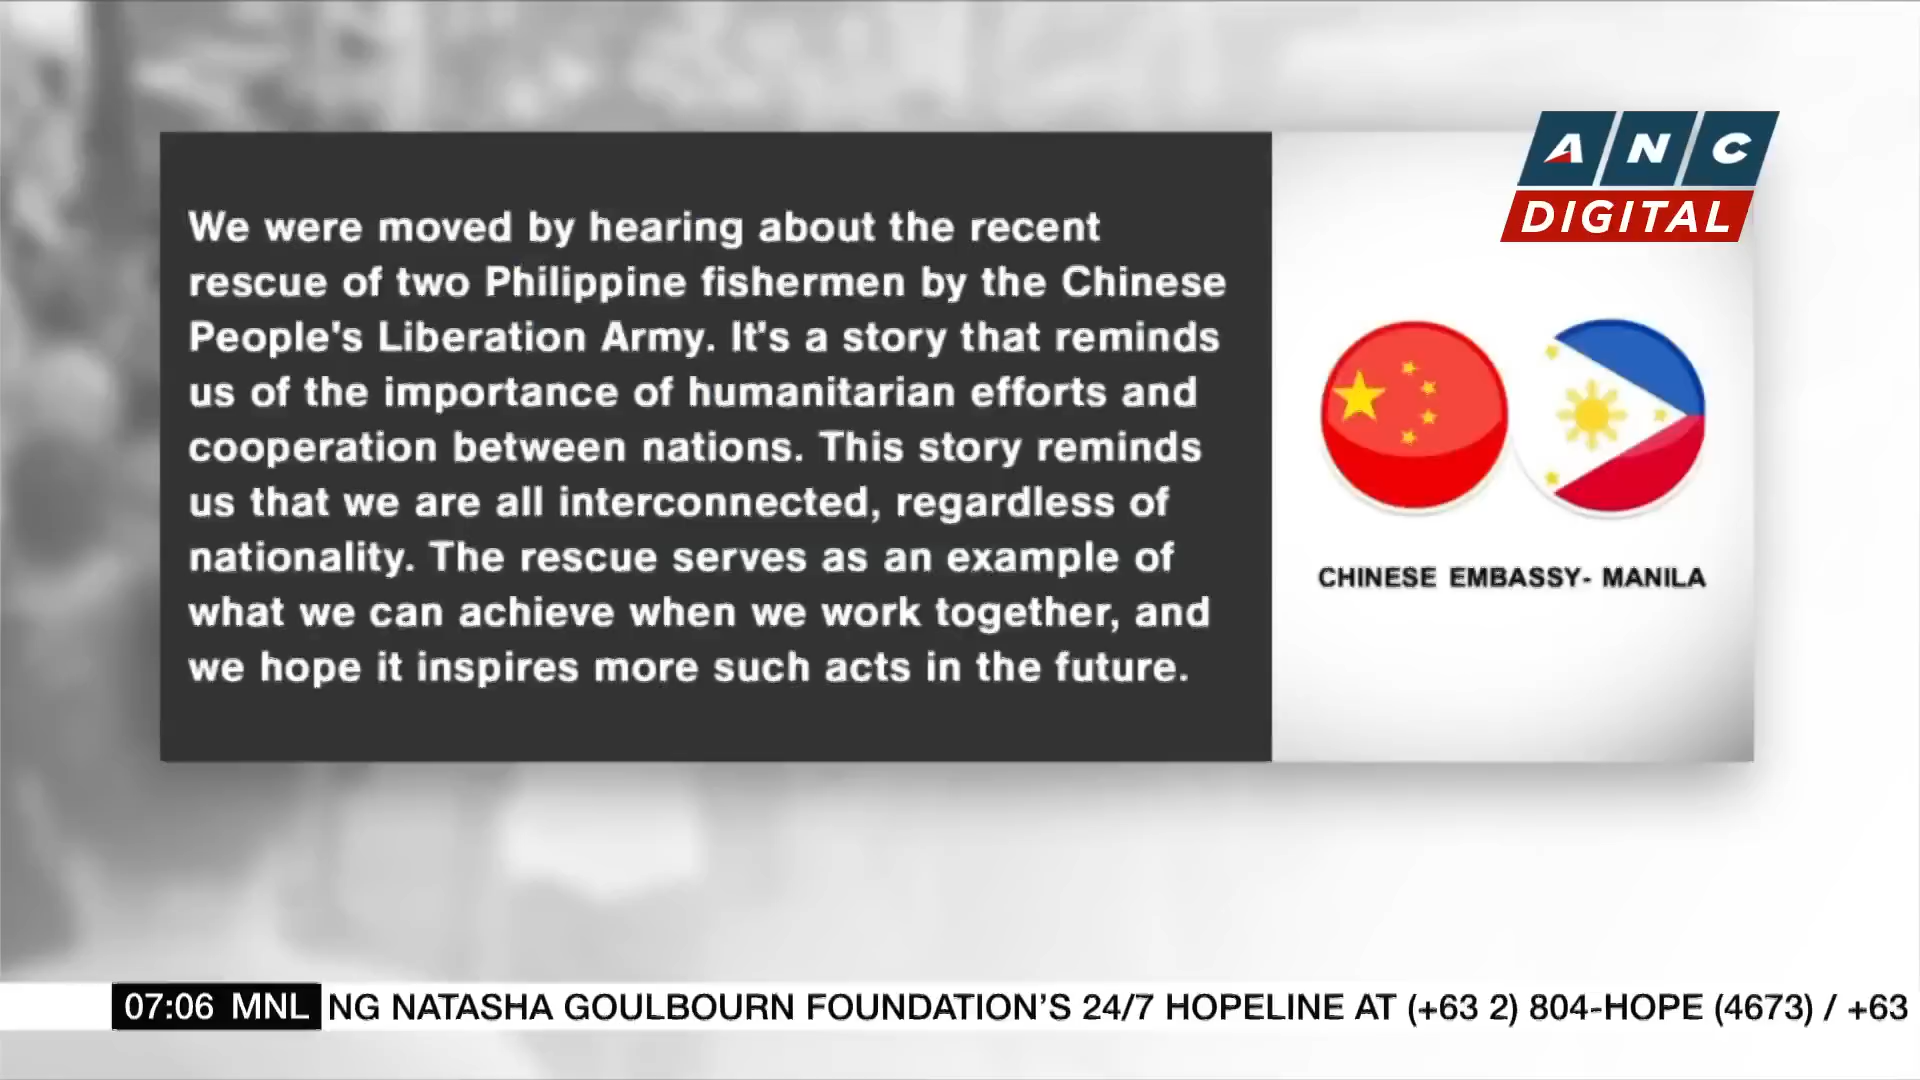 ANC
DIGITAL
We were moved by hearing about the recent
rescue of two Philippine fishermen by the Chinese
People's Liberation Army. It's a story that reminds
us of the importance of humanitarian efforts and
cooperation between nations. This story reminds
us that we are all interconnected, regardless of
nationality. The rescue serves as an example of
what we can achieve when we work together, and
we hope it inspires more such acts in the future.
CHINESE EMBASSY- MANILA
07:06 MNL NG NATASHA GOULBOURN FOUNDATION'S 24/7 HOPELINE AT (+63 2) 804-HOPE (4673) / +63